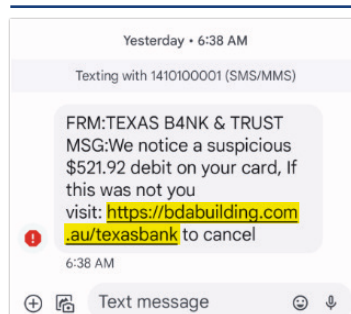 Yesterday • 6:38 AM
Texting with 1410100001 (SMS/MMS)
FRM:TEXAS B4NK & TRUST
MSG:We notice a suspicious
$521.92 debit on your card, If
this was not you
visit: https://bdabuilding.com
.au/texasbank to cancel
6:38 AM
Text message